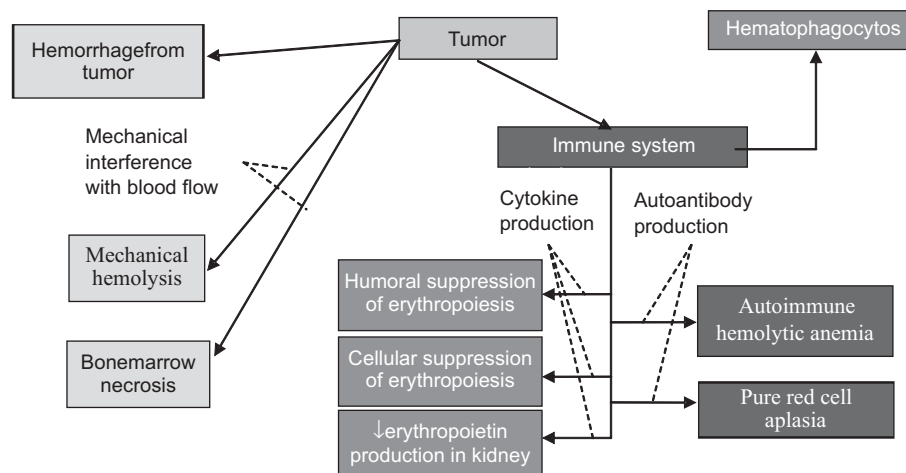 Hemorrhagefrom
tumor
Tumor
Hematophagocytos
Mechanical
interference
with blood flow
Immune system
Cytokine
production
Autoantibody
production
Mechanical
hemolysis
Humoral suppression
of erythropoiesis
Autoimmune
hemolytic anemia
Bonemarrow
necrosis
Cellular suppression
of erythropoiesis
Pure red cell
aplasia
↓erythropoietin
production in kidney